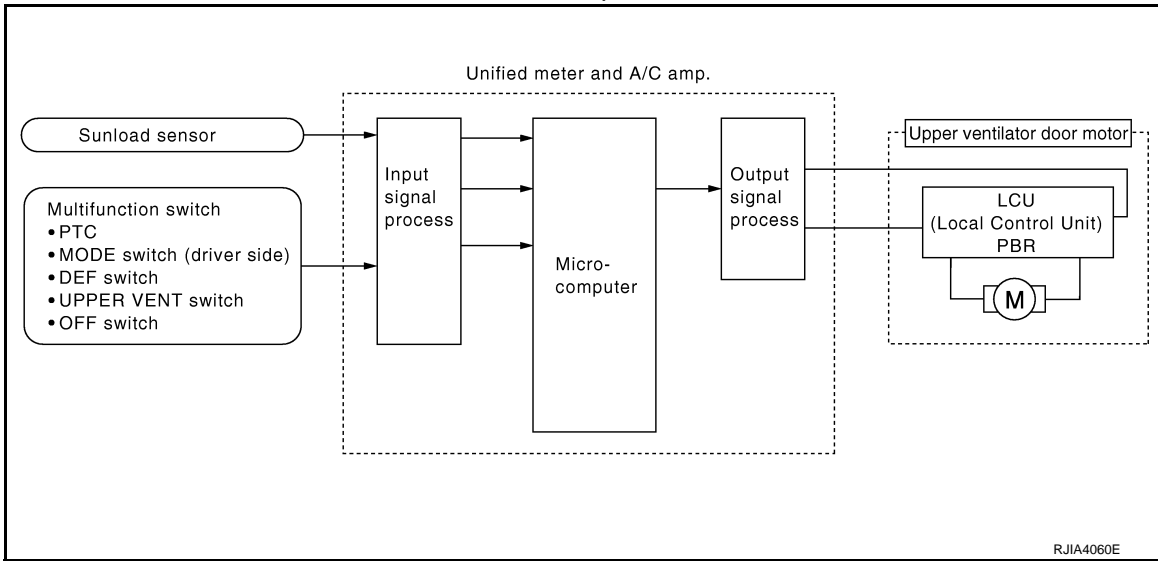 Unified meter and A/C amp.
Sunload sensor
Multifunction switch
• PTC
• MODE switch (driver side)
• DEF switch
• UPPER VENT switch
• OFF switch
Input
signal
process
Micro-
computer
Output
signal
process
Upper ventilator door motor
LCU
(Local Control Unit)
PBR
M
RJIA4060E